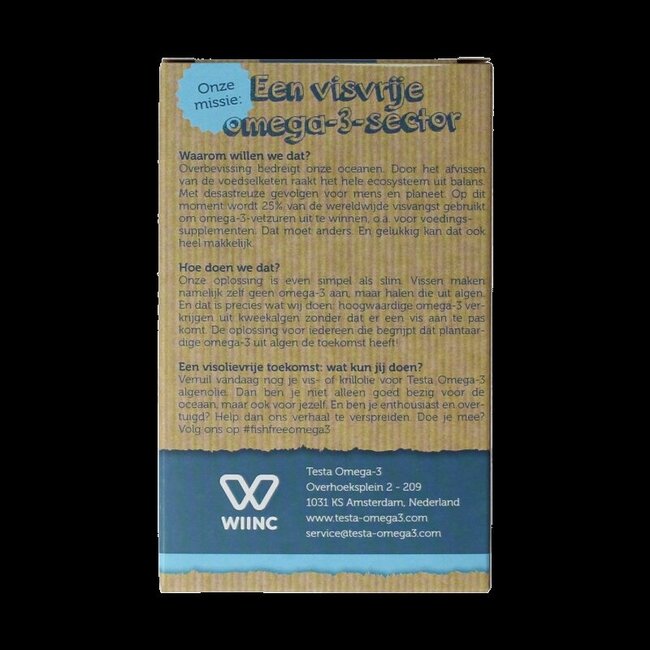 Onze
missie:
Een visvrije
omega-3-sector
Waarom willen we dat?
Overbevissing bedreigt onze oceanen. Door het afvissen
van de voedselketen raakt het hele ecosysteem uit balans.
Met desastreuze gevolgen voor mens en planeet. Op dit
moment wordt 25% van de wereldwijde visvangst gebruikt
om omega-3-vetzuren uit te winnen, o.a. voor voedings-
supplementen. Dat moet anders. En gelukkig kan dat ook
heel makkelijk.
Hoe doen we dat?
Onze oplossing is even simpel als slim. Vissen maken
namelijk zelf geen omega-3 aan, maar halen die uit algen.
En dat is precies wat wij doen: hoogwaardige omega-3 ver-
krijgen uit kweekalgen zonder dat er een vis aan te pas
komt. De oplossing voor iedereen die begrijpt dat plantaar-
dige omega-3 uit algen de toekomst heeft!
Een visolievrije toekomst: wat kun jij doen?
Verruil vandaag nog je vis- of krillolie voor Testa Omega-3
algenolie. Dan ben je niet alleen goed bezig voor de
oceaan, maar ook voor jezelf. En ben je enthousiast en over-
tuigd? Help dan ons verhaal te verspreiden. Doe je mee?
Volg ons op #fishfreeomega3
WIINC
Testa Omega-3
Overhoeksplein 2 - 209
1031 KS Amsterdam, Nederland
www.testa-omega3.com
service@testa-omega3.com